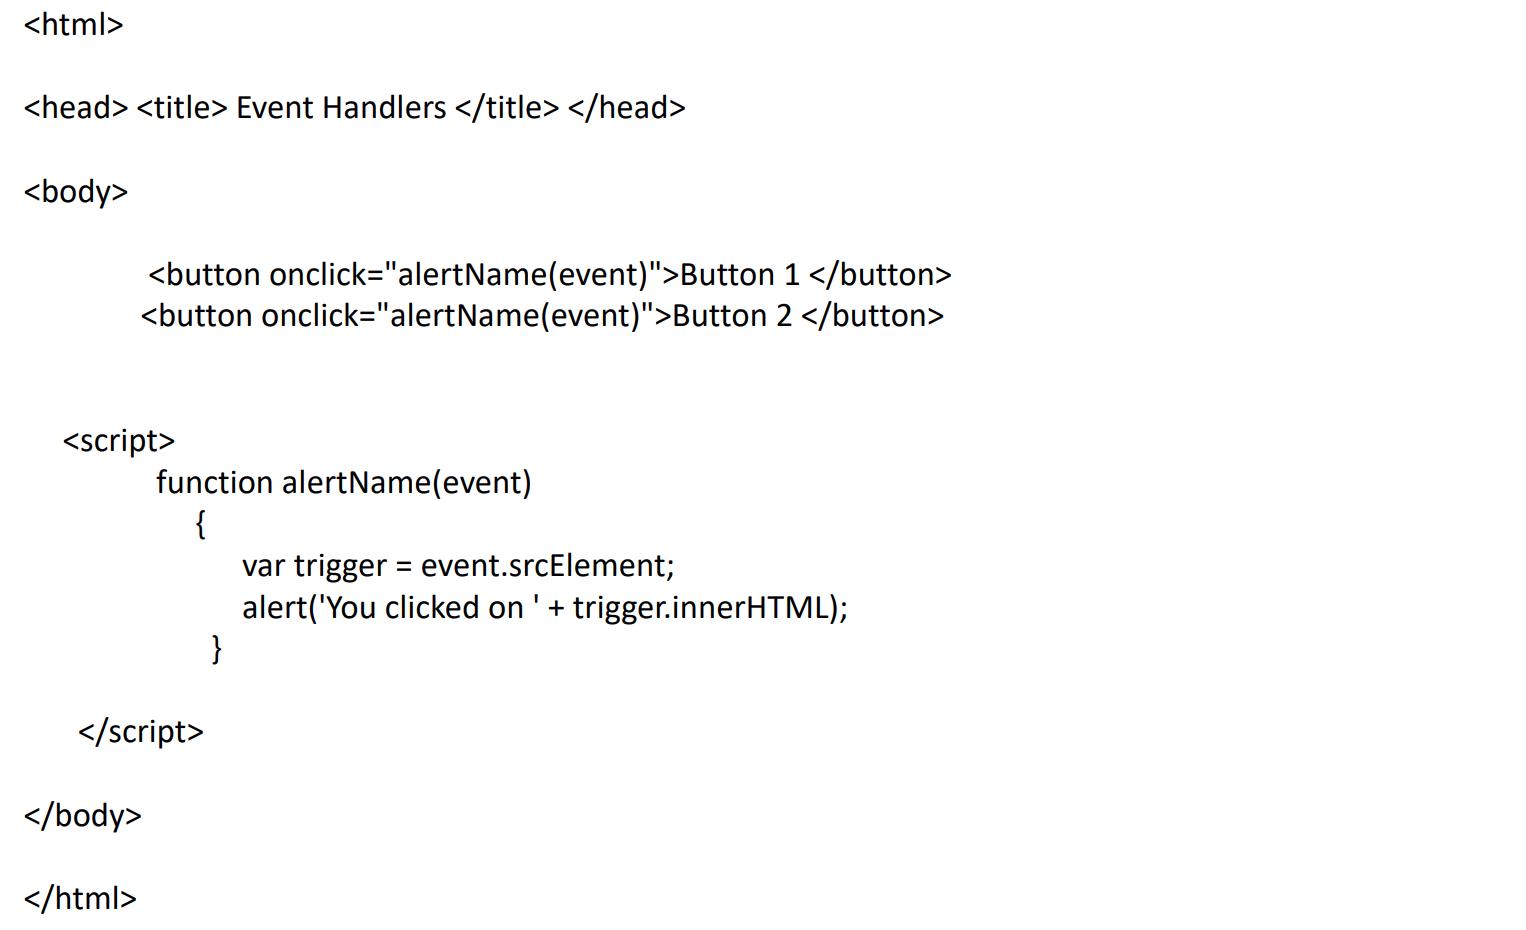 <html>
<head> <title> Event Handlers </title> </head>
<body>
<button onclick="alertName(event)">Button 1 </button>
<button onclick="alertName(event)">Button 2 </button>
<script>
function alertName(event)
{
var trigger = event.srcElement;
alert('You clicked on ' + trigger.innerHTML);
}
</script>
</body>
</html>